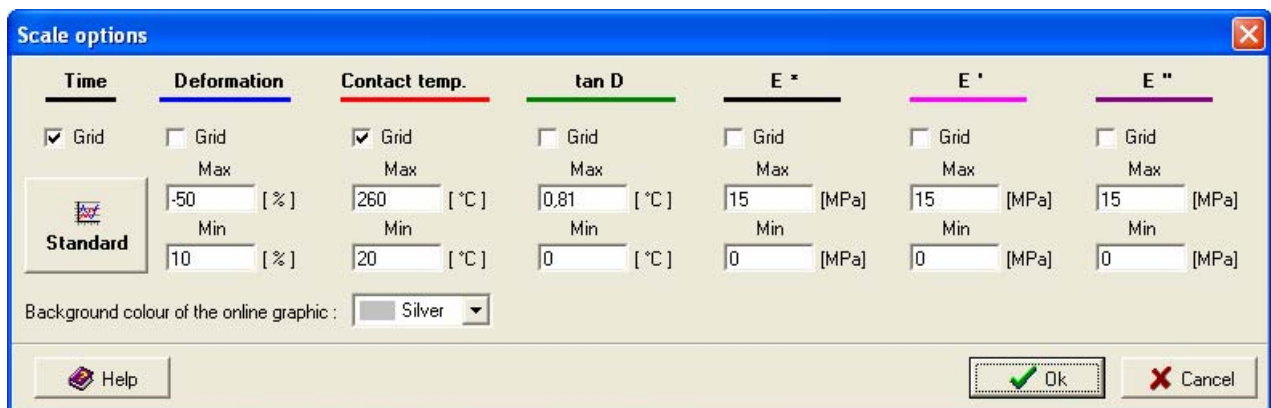 Scale options
Time Deformation Contact temp. tan D E * E ' E "
Grid Grid Grid Grid Grid Grid Grid
Max Max Max Max Max Max
-50 [ % ] 260 [ °C ] 0,81 [ °C ] 15 [MPa] 15 [MPa] 15 [MPa]
Standard
Min Min Min Min Min Min
10 [ % ] 20 [ °C ] 0 [ °C ] 0 [MPa] 0 [MPa] 0 [MPa]
Background colour of the online graphic : Silver
Help Ok Cancel